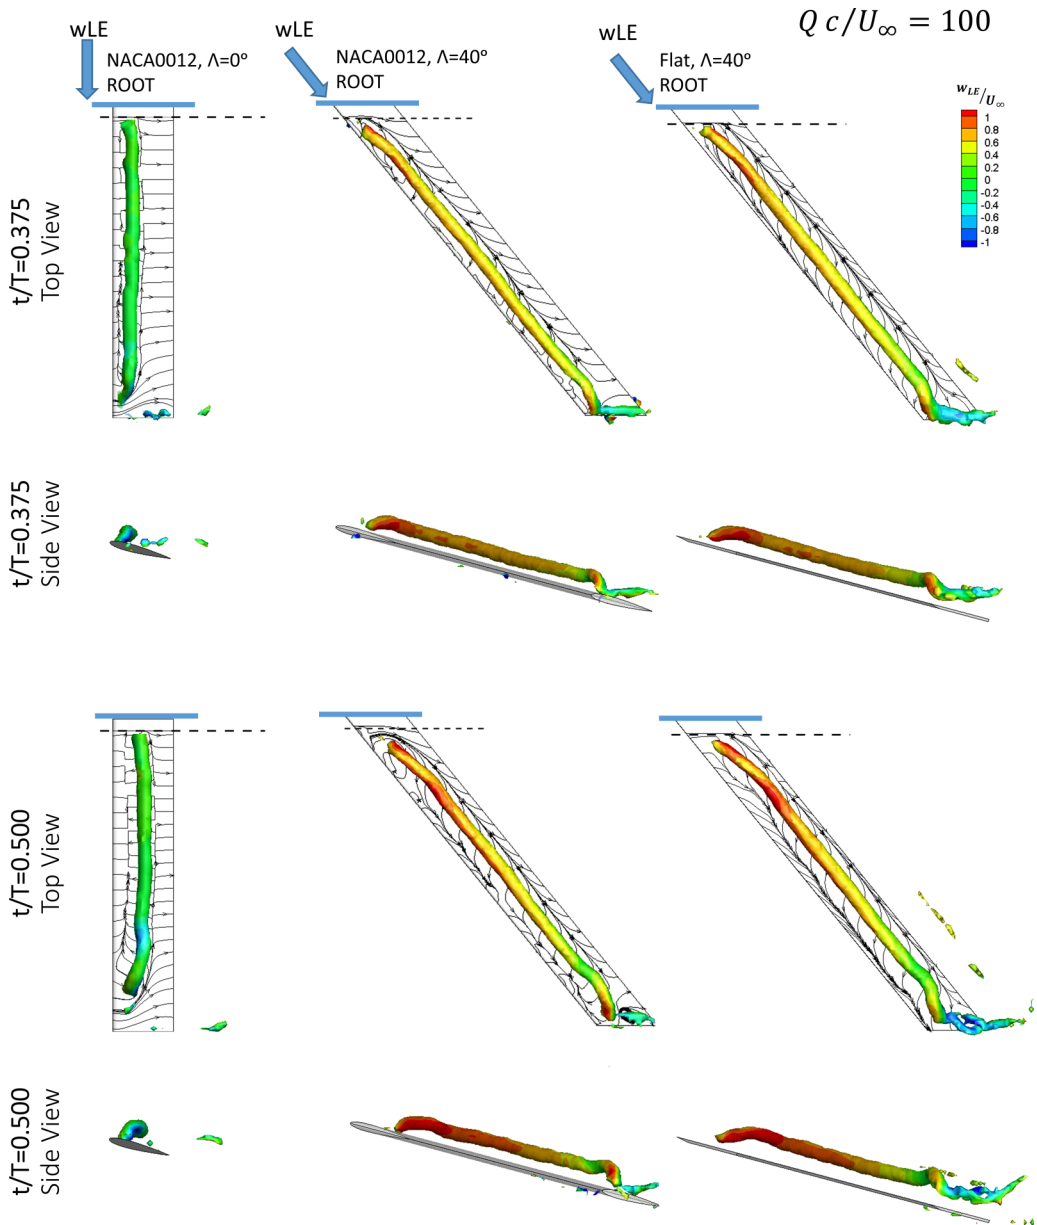 Q c/U∞ = 100
wLE
NACA0012, Λ=0º
ROOT
wLE
NACA0012, Λ=40º
ROOT
wLE
Flat, Λ=40º
ROOT
wLE/U∞
1
0.8
0.6
0.4
0.2
0
-0.2
-0.4
-0.6
-0.8
-1
t/T=0.375
Top View
t/T=0.375
Side View
t/T=0.500
Top View
t/T=0.500
Side View